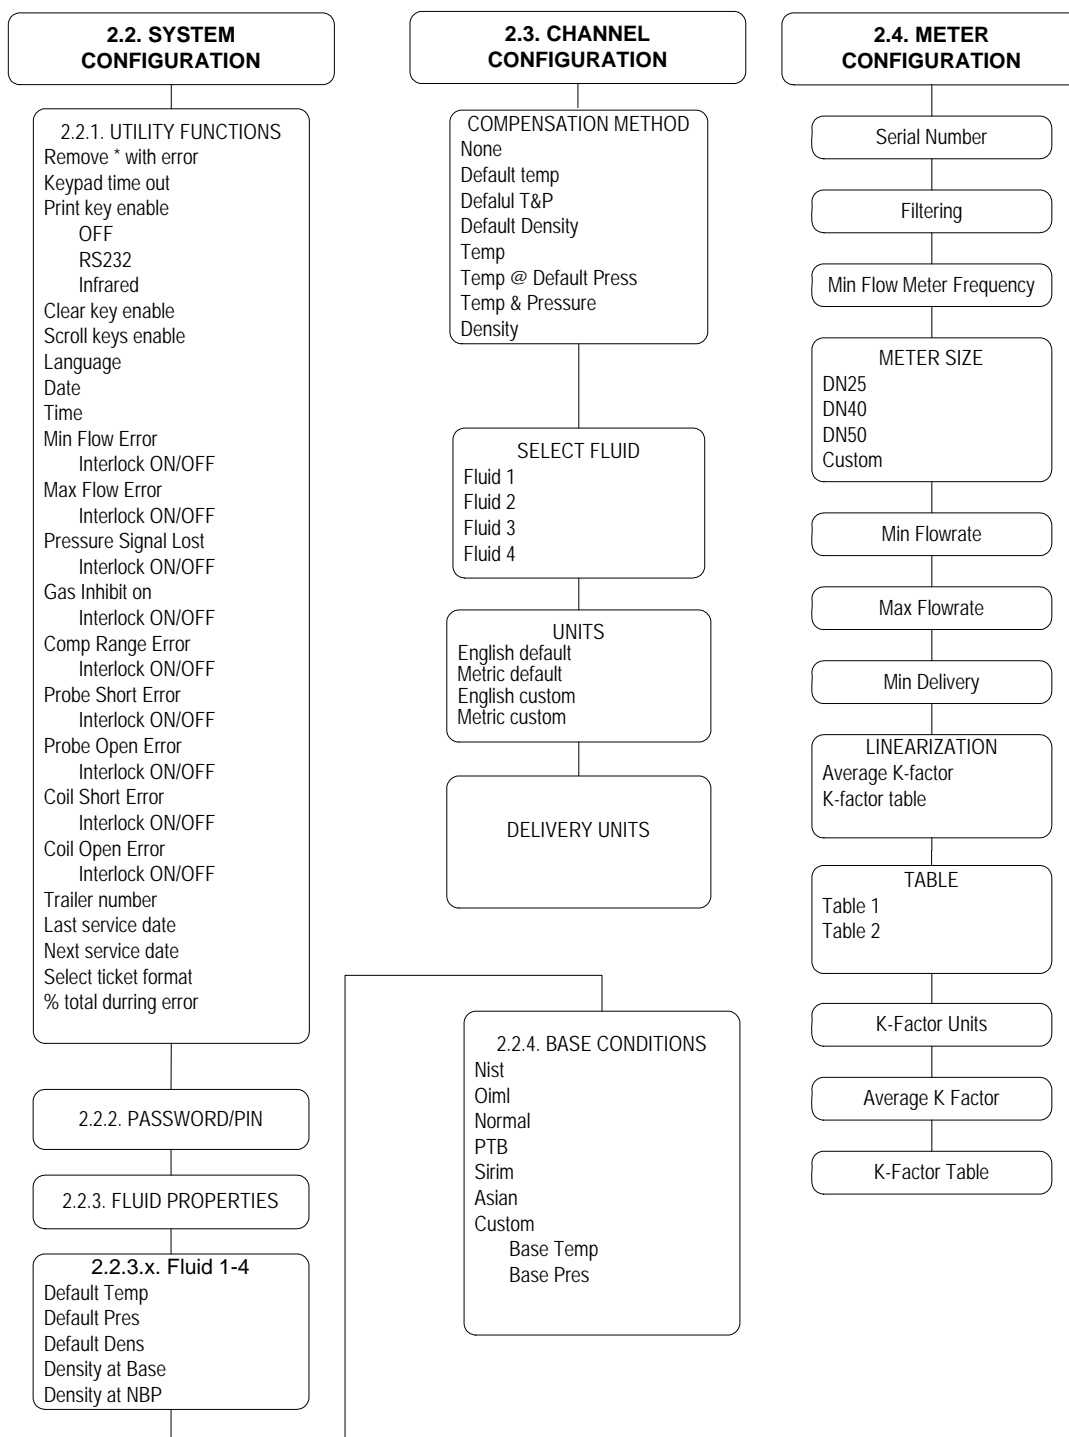 2.2. SYSTEM
CONFIGURATION
2.2.1. UTILITY FUNCTIONS
Remove * with error
Keypad time out
Print key enable
OFF
RS232
Infrared
Clear key enable
Scroll keys enable
Language
Date
Time
Min Flow Error
Interlock ON/OFF
Max Flow Error
Interlock ON/OFF
Pressure Signal Lost
Interlock ON/OFF
Gas Inhibit on
Interlock ON/OFF
Comp Range Error
Interlock ON/OFF
Probe Short Error
Interlock ON/OFF
Probe Open Error
Interlock ON/OFF
Coil Short Error
Interlock ON/OFF
Coil Open Error
Interlock ON/OFF
Trailer number
Last service date
Next service date
Select ticket format
% total durring error
2.2.2. PASSWORD/PIN
2.2.3. FLUID PROPERTIES
2.2.3.x. Fluid 1-4
Default Temp
Default Pres
Default Dens
Density at Base
Density at NBP
2.2.4. BASE CONDITIONS
Nist
Oiml
Normal
PTB
Sirim
Asian
Custom
Base Temp
Base Pres
2.3. CHANNEL
CONFIGURATION
COMPENSATION METHOD
None
Default temp
Defalul T&P
Default Density
Temp
Temp @ Default Press
Temp & Pressure
Density
SELECT FLUID
Fluid 1
Fluid 2
Fluid 3
Fluid 4
UNITS
English default
Metric default
English custom
Metric custom
DELIVERY UNITS
2.4. METER
CONFIGURATION
Serial Number
Filtering
Min Flow Meter Frequency
METER SIZE
DN25
DN40
DN50
Custom
Min Flowrate
Max Flowrate
Min Delivery
LINEARIZATION
Average K-factor
K-factor table
TABLE
Table 1
Table 2
K-Factor Units
Average K Factor
K-Factor Table